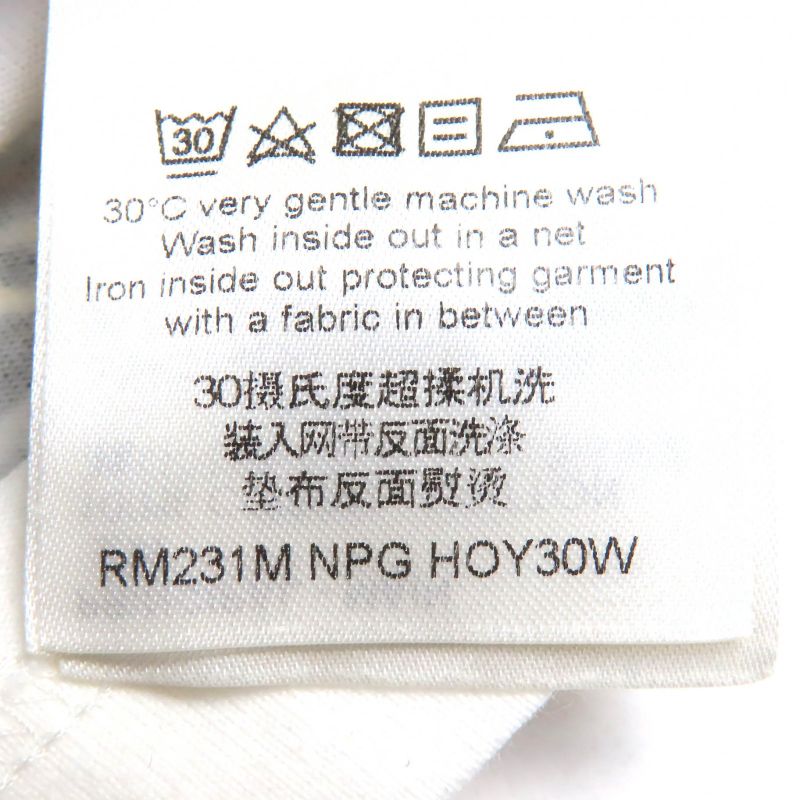 30
30°C very gentle machine wash
Wash inside out in a net
Iron inside out protecting garment
with a fabric in between
30摄氏度超揉机洗
装入网带反面洗涤
垫布反面熨烫
RM231M NPG HOY30W